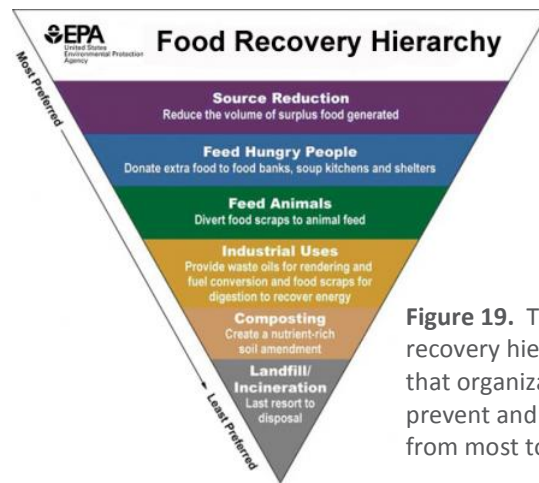 EPA
United States
Environmental Protection
Agency
Food Recovery Hierarchy
Most Preferred
Source Reduction
Reduce the volume of surplus food generated
Feed Hungry People
Donate extra food to food banks, soup kitchens and shelters
Feed Animals
Divert food scraps to animal feed
Industrial Uses
Provide waste oils for rendering and
fuel conversion and food scraps for
digestion to recover energy
Composting
Create a nutrient-rich
soil amendment
Landfill/
Incineration
Last resort to
disposal
Least Preferred
Figure 19. T
recovery hie
that organiza
prevent and
from most to